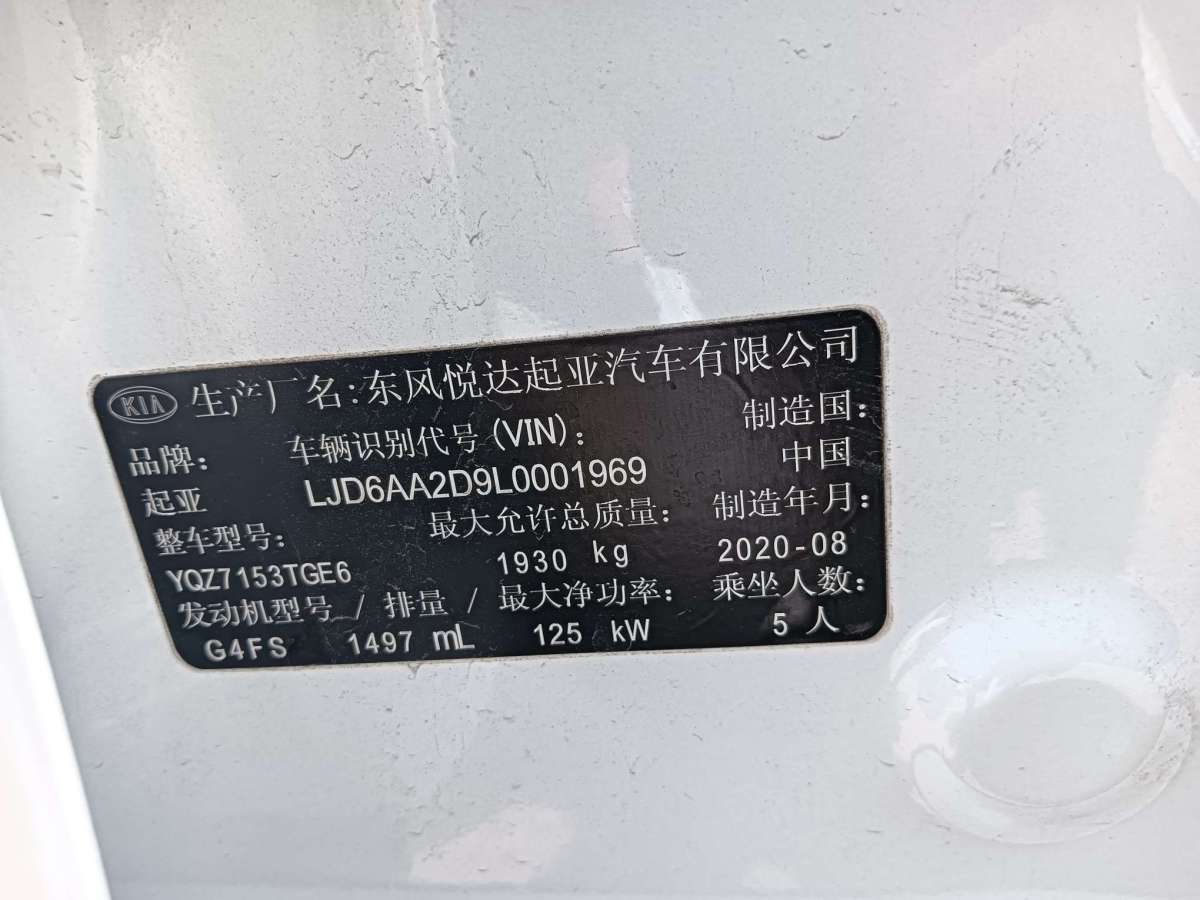 KIA 生产厂名:东风悦达起亚汽车有限公司
品牌: 车辆识别代号(VIN): 制造国:
起亚 LJD6AA2D9L0001969 中国
整车型号: 最大允许总质量: 制造年月:
YQZ7153TGE6 1930 kg 2020-08
发动机型号 / 排量 / 最大净功率: 乘坐人数:
G4FS 1497 mL 125 kW 5 人